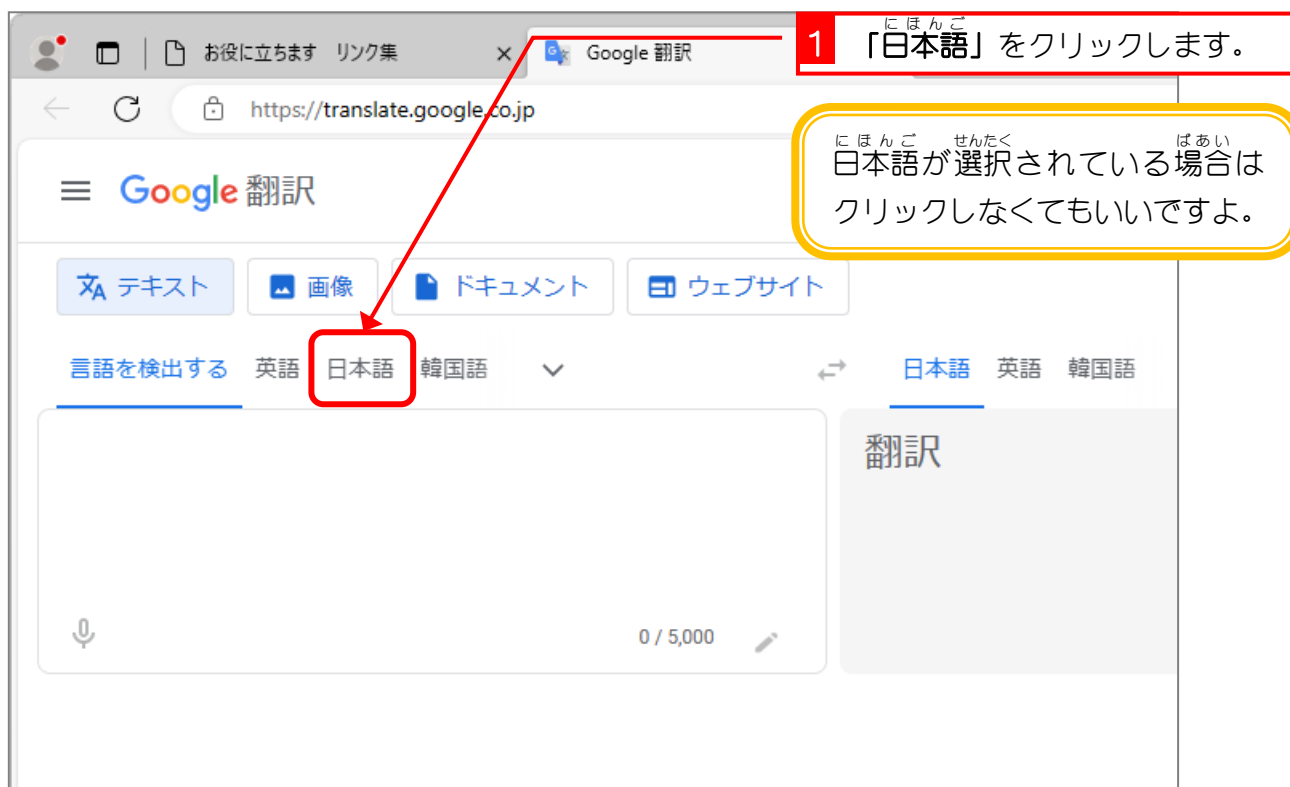 お役に立ちます リンク集
Google 翻訳
https://translate.google.co.jp
1 「日本語」をクリックします。
にほんご
日本語が選択されている場合は
にほんご せんたく ばあい
クリックしなくてもいいですよ。
Google 翻訳
テキスト 画像 ドキュメント ウェブサイト
言語を検出する 英語 日本語 韓国語
日本語 英語 韓国語
翻訳
0 / 5,000